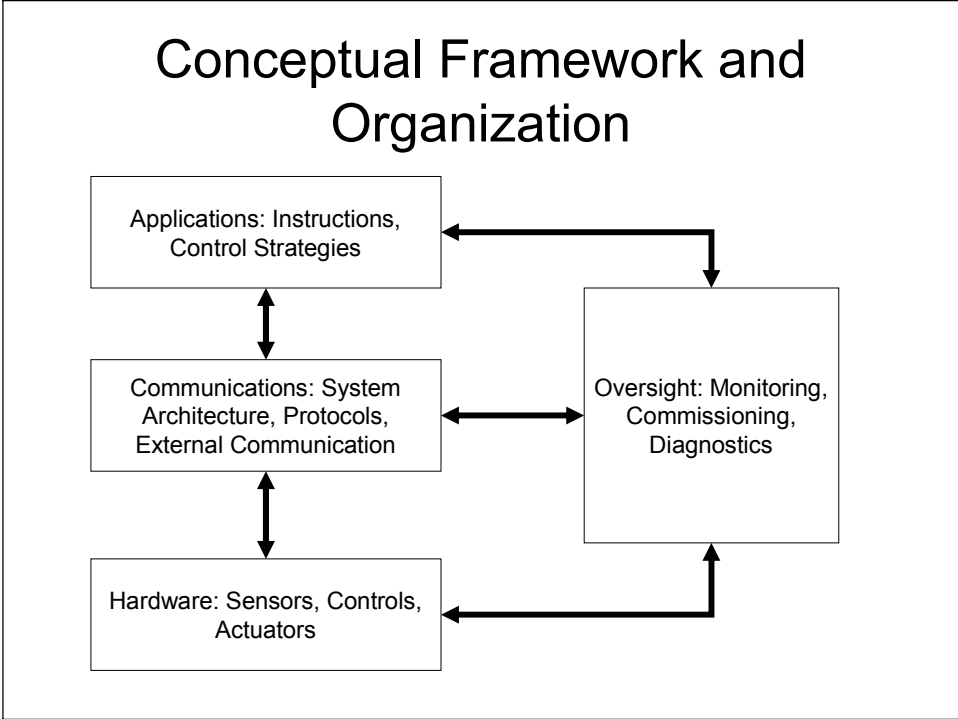 Conceptual Framework and
Organization
Applications: Instructions,
Control Strategies
Communications: System
Architecture, Protocols,
External Communication
Oversight: Monitoring,
Commissioning,
Diagnostics
Hardware: Sensors, Controls,
Actuators